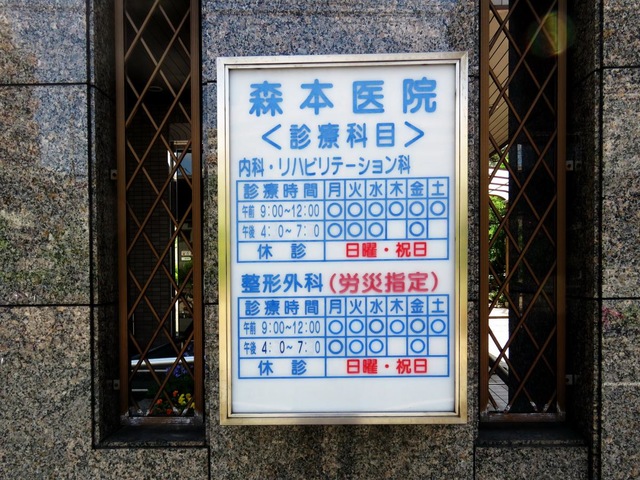 森本医院
<診療科目>
内科・リハビリテーション科
診療時間 月 火 水 木 金 土
午前 9:00~12:00 ○ ○ ○ ○ ○ ○
午後 4:0~7:0 ○ ○ ○ ○
休診 日曜・祝日
整形外科(労災指定)
診療時間 月 火 水 木 金 土
午前 9:00~12:00 ○ ○ ○ ○ ○ ○
午後 4:0~7:0 ○ ○ ○ ○
休診 日曜・祝日